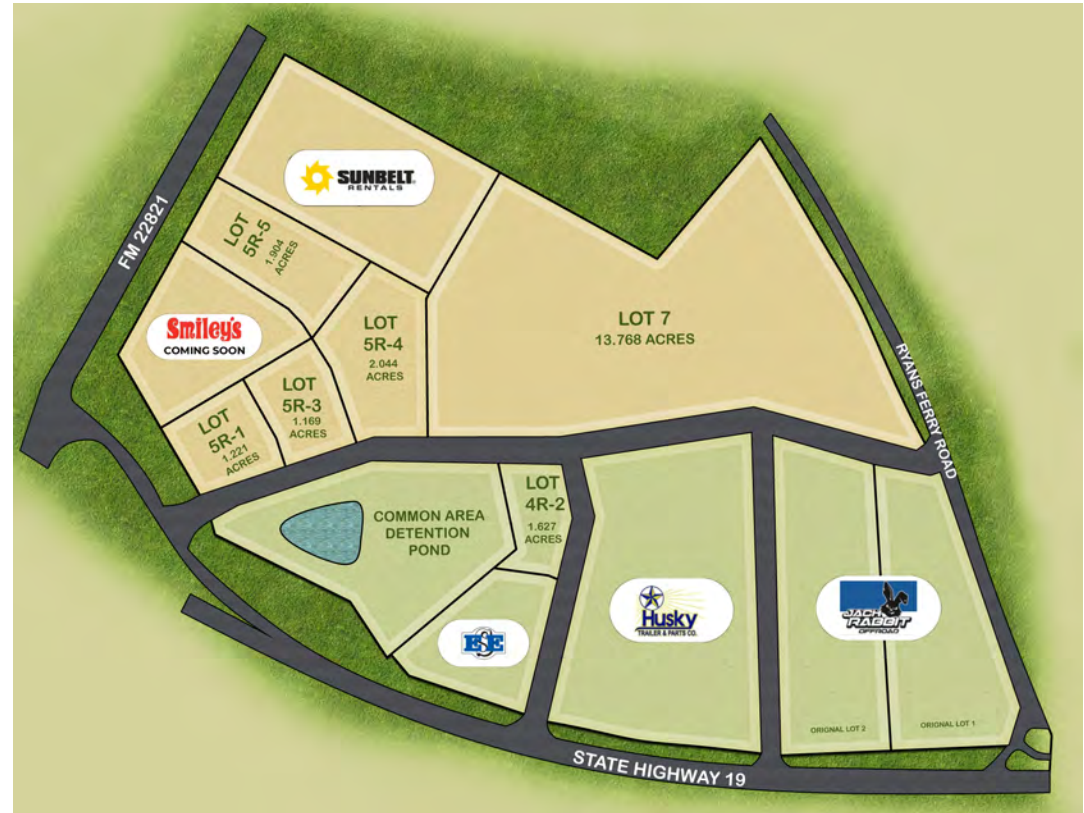 FM 22821
SUNBELT
RENTALS
LOT
5R-5
1.904
ACRES
Smiley's
COMING SOON
LOT
5R-4
2.044
ACRES
LOT 7
13.768 ACRES
RYANS FERRY ROAD
LOT
5R-3
1.169
ACRES
LOT
5R-1
1.221
ACRES
COMMON AREA
DETENTION
POND
LOT
4R-2
1.627
ACRES
ESE
Husky
TRAILER & PARTS CO.
JACK
RABBIT
OFFROAD
ORIGNAL LOT 2
ORIGNAL LOT 1
STATE HIGHWAY 19